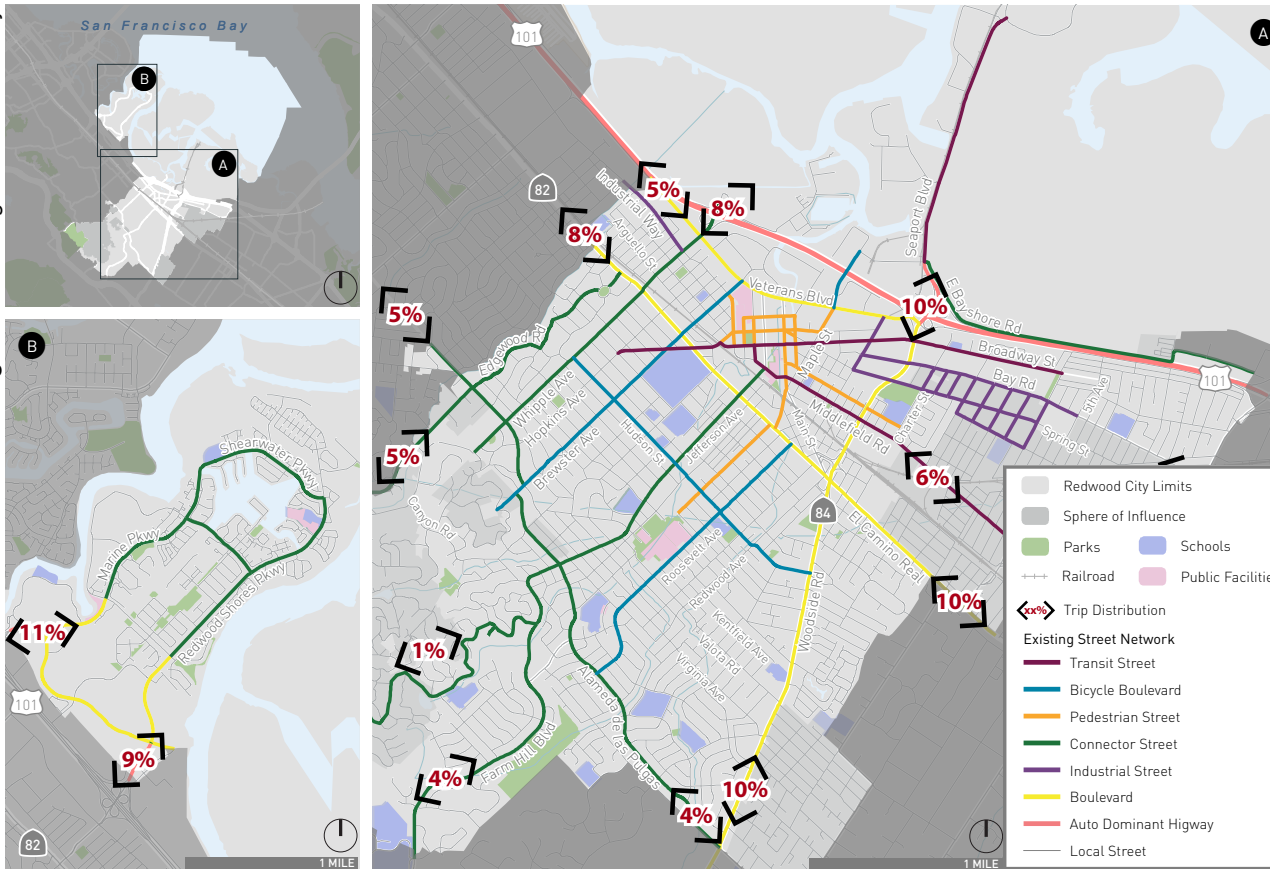 San Francisco Bay
B
A
B
Shearwater Pkwy
Marine Pkwy
Redwood Shores Pkwy
11%
101
9%
82
1 MILE
A
101
82
Industrial Way
Arguello St
5%
8%
8%
Seaport Blvd
E Bayshore Rd
10%
Veterans Blvd
5%
Edgewood Rd
Maple St
Broadway St
Bay Rd
5th Ave
101
Whipple Ave
Hopkins Ave
Brewster Ave
Hudson St
Jefferson Ave
Main St
Middlefield Rd
Charter St
Spring St
5%
6%
Canyon Rd
84
El Camino Real
Roosevelt Ave
Redwood Ave
Woodside Rd
10%
Kentfield Ave
Valota Rd
Virginia Ave
1%
Alameda de las Pulgas
Farm Hill Blvd
4%
4%
10%
1 MILE
Redwood City Limits
Sphere of Influence
Parks
Schools
Railroad
Public Facilitie
xx% Trip Distribution
Existing Street Network
Transit Street
Bicycle Boulevard
Pedestrian Street
Connector Street
Industrial Street
Boulevard
Auto Dominant Higway
Local Street